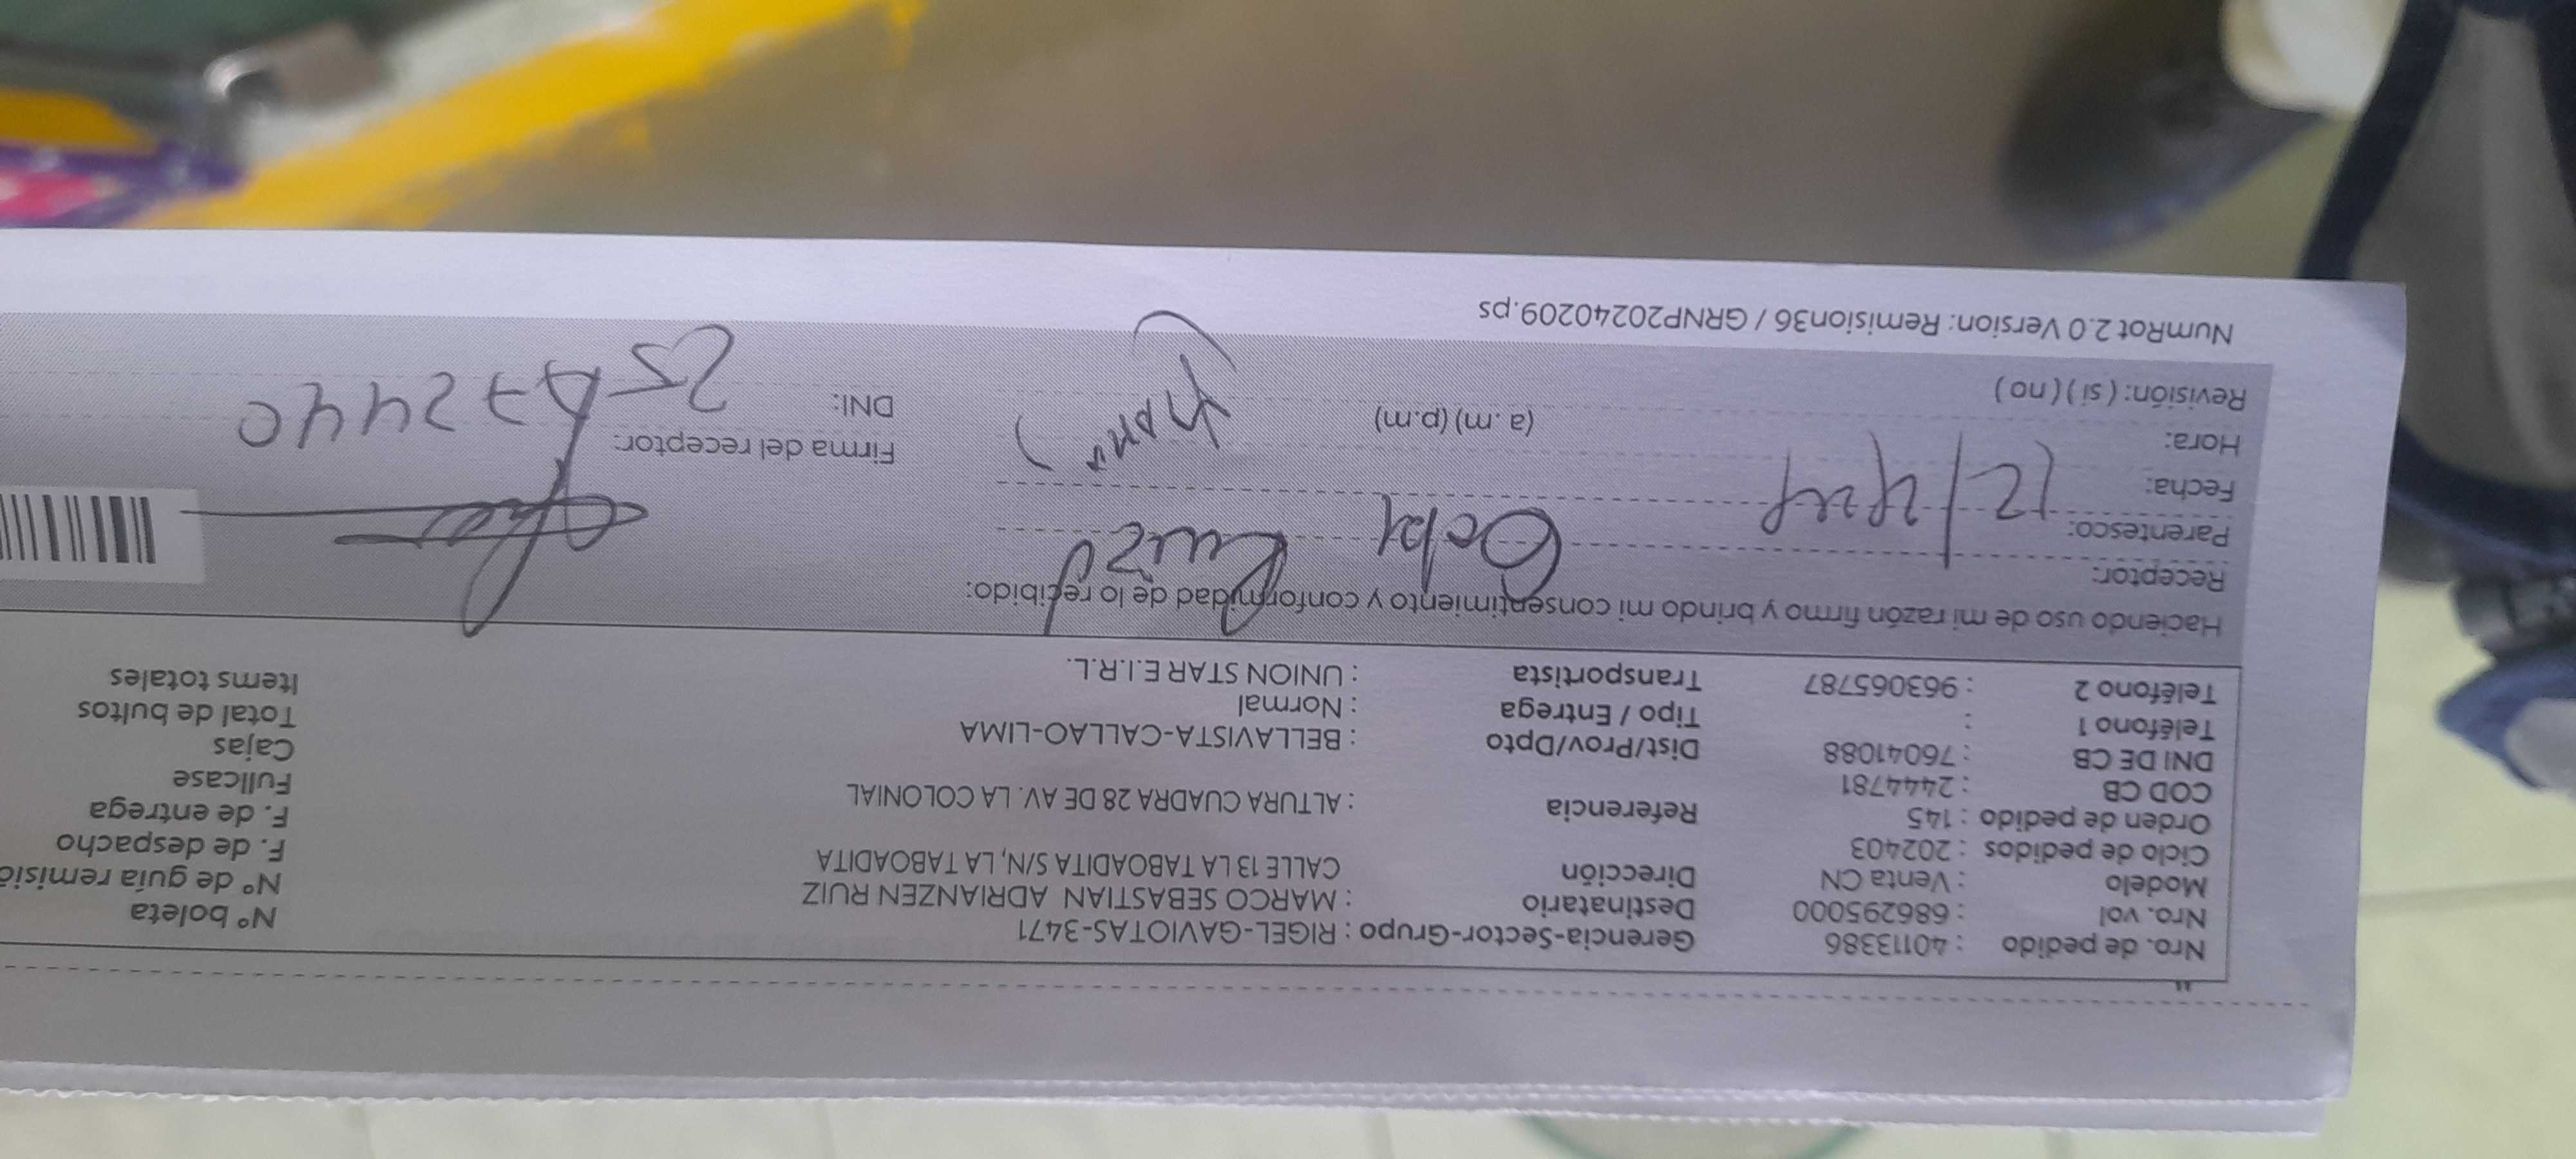 Nro. de pedido : 40113386 Gerencia-Sector-Grupo : RIGEL-GAVIOTAS-3471 N° boleta
Nro. vol : 686295000 Destinatario : MARCO SEBASTIAN ADRIANZEN RUIZ N° de guía remisió
Modelo : Venta CN Dirección CALLE 13 LA TABOADITA S/N, LA TABOADITA F. de despacho
Ciclo de pedidos : 202403 F. de entrega
Orden de pedido : 145 Referencia : ALTURA CUADRA 28 DE AV. LA COLONIAL Fullcase
COD CB : 2444781 Cajas
DNI DE CB : 76041088 Dist/Prov/Dpto : BELLAVISTA-CALLAO-LIMA Total de bultos
Teléfono 1 : Tipo / Entrega : Normal Items totales
Teléfono 2 : 963065787 Transportista : UNION STAR E.I.R.L.
Haciendo uso de mi razón firmo y brindo mi consentimiento y conformidad de lo recibido:
Receptor:
Parentesco:
Fecha:
Hora: (a. m) (p.m) Firma del receptor:
Revisión: ( si ) ( no ) DNI:
NumRot 2.0 Version: Remision36 / GRNP20240209.ps